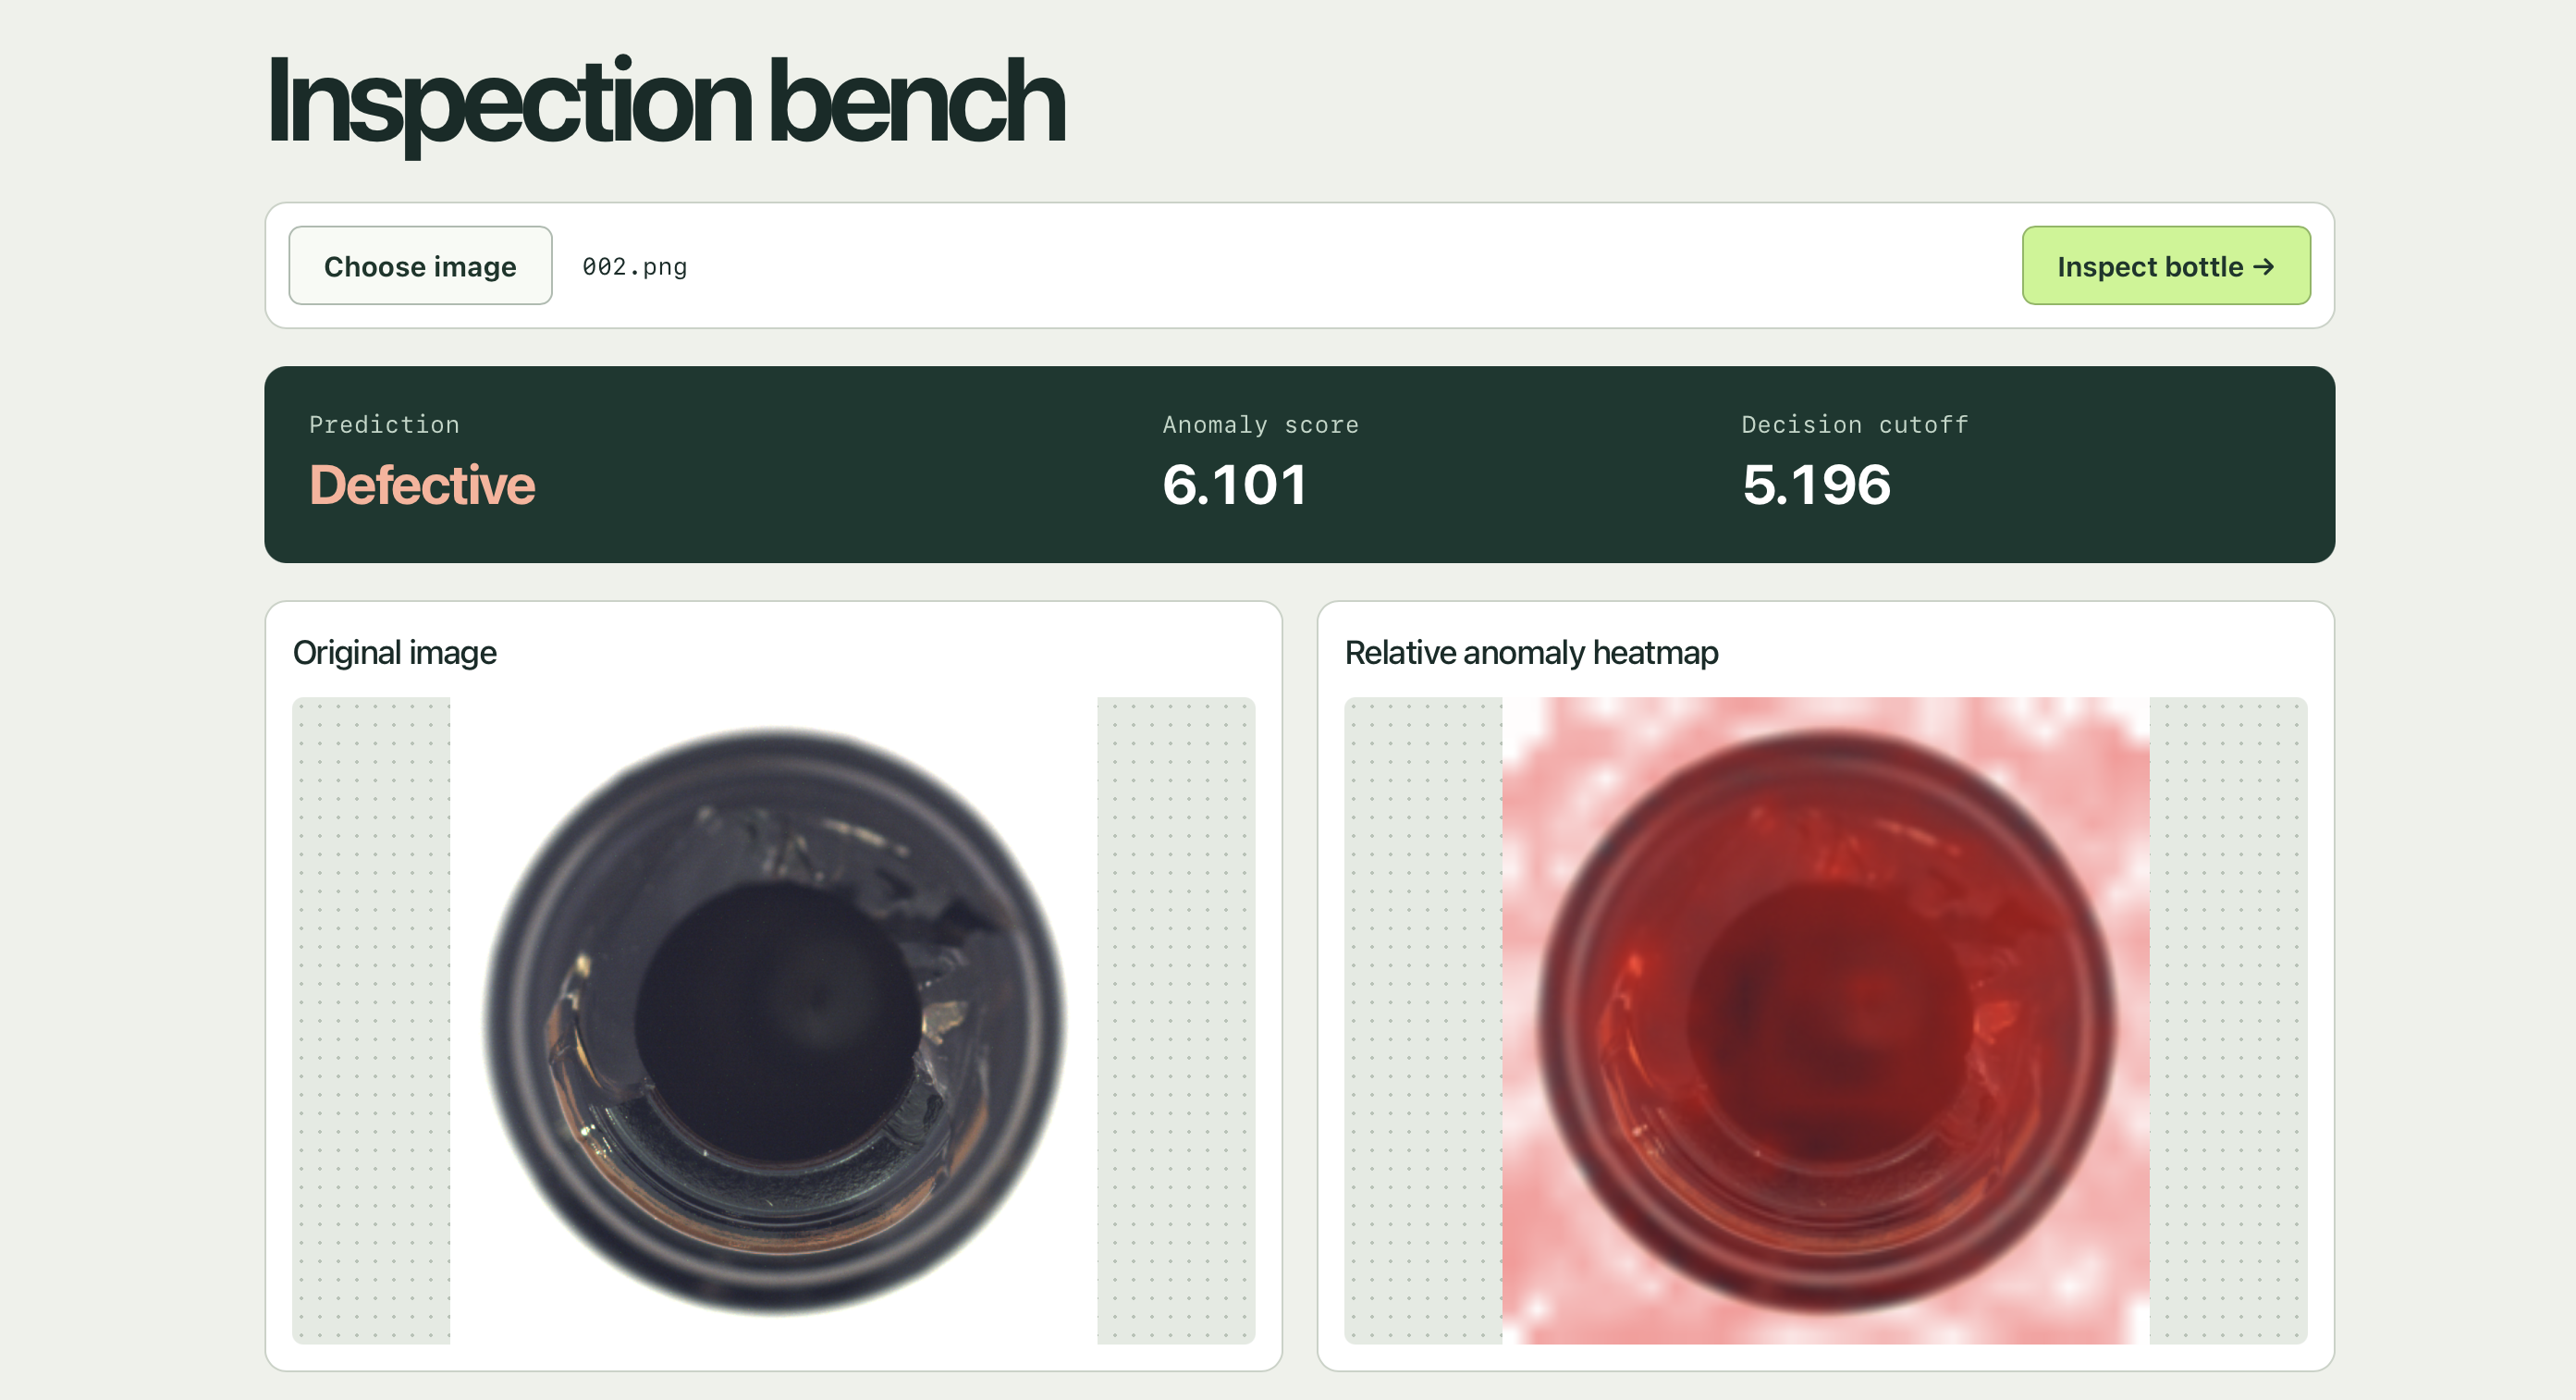 Inspection bench
Choose image
002.png
Inspect bottle →
Prediction
Anomaly score
Decision cutoff
Defective
6.101
5.196
Original image
Relative anomaly heatmap